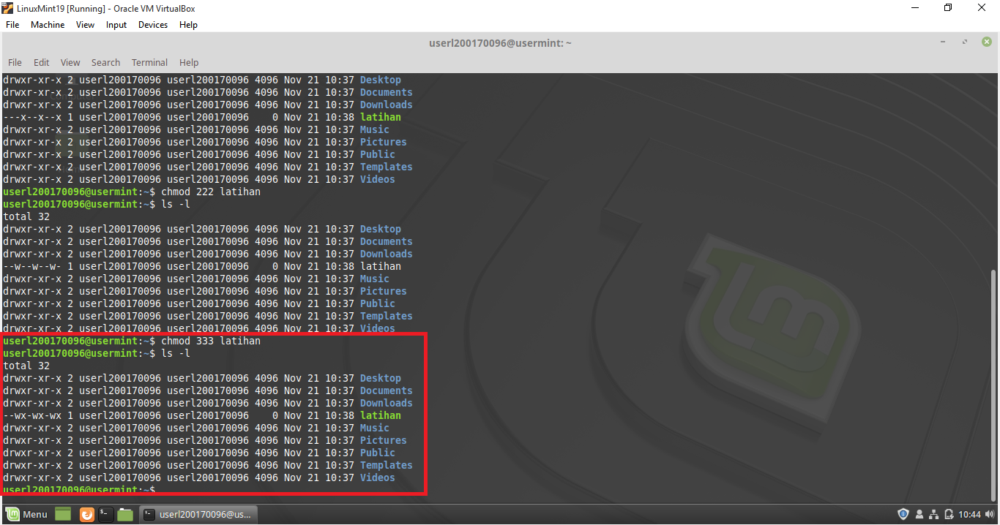 LinuxMint19 [Running] - Oracle VM VirtualBox
File Machine View Input Devices Help
userl200170096@usermint: ~
File Edit View Search Terminal Help
drwxr-xr-x 2 userl200170096 userl200170096 4096 Nov 21 10:37 Desktop
drwxr-xr-x 2 userl200170096 userl200170096 4096 Nov 21 10:37 Documents
drwxr-xr-x 2 userl200170096 userl200170096 4096 Nov 21 10:37 Downloads
---x--x--x 1 userl200170096 userl200170096    0 Nov 21 10:38 latihan
drwxr-xr-x 2 userl200170096 userl200170096 4096 Nov 21 10:37 Music
drwxr-xr-x 2 userl200170096 userl200170096 4096 Nov 21 10:37 Pictures
drwxr-xr-x 2 userl200170096 userl200170096 4096 Nov 21 10:37 Public
drwxr-xr-x 2 userl200170096 userl200170096 4096 Nov 21 10:37 Templates
drwxr-xr-x 2 userl200170096 userl200170096 4096 Nov 21 10:37 Videos
userl200170096@usermint:~$ chmod 222 latihan
userl200170096@usermint:~$ ls -l
total 32
drwxr-xr-x 2 userl200170096 userl200170096 4096 Nov 21 10:37 Desktop
drwxr-xr-x 2 userl200170096 userl200170096 4096 Nov 21 10:37 Documents
drwxr-xr-x 2 userl200170096 userl200170096 4096 Nov 21 10:37 Downloads
--w--w--w- 1 userl200170096 userl200170096    0 Nov 21 10:38 latihan
drwxr-xr-x 2 userl200170096 userl200170096 4096 Nov 21 10:37 Music
drwxr-xr-x 2 userl200170096 userl200170096 4096 Nov 21 10:37 Pictures
drwxr-xr-x 2 userl200170096 userl200170096 4096 Nov 21 10:37 Public
drwxr-xr-x 2 userl200170096 userl200170096 4096 Nov 21 10:37 Templates
drwxr-xr-x 2 userl200170096 userl200170096 4096 Nov 21 10:37 Videos
userl200170096@usermint:~$ chmod 333 latihan
userl200170096@usermint:~$ ls -l
total 32
drwxr-xr-x 2 userl200170096 userl200170096 4096 Nov 21 10:37 Desktop
drwxr-xr-x 2 userl200170096 userl200170096 4096 Nov 21 10:37 Documents
drwxr-xr-x 2 userl200170096 userl200170096 4096 Nov 21 10:37 Downloads
--wx-wx-wx 1 userl200170096 userl200170096    0 Nov 21 10:38 latihan
drwxr-xr-x 2 userl200170096 userl200170096 4096 Nov 21 10:37 Music
drwxr-xr-x 2 userl200170096 userl200170096 4096 Nov 21 10:37 Pictures
drwxr-xr-x 2 userl200170096 userl200170096 4096 Nov 21 10:37 Public
drwxr-xr-x 2 userl200170096 userl200170096 4096 Nov 21 10:37 Templates
drwxr-xr-x 2 userl200170096 userl200170096 4096 Nov 21 10:37 Videos
userl200170096@usermint:~$
Menu userl200170096@us... 10:44